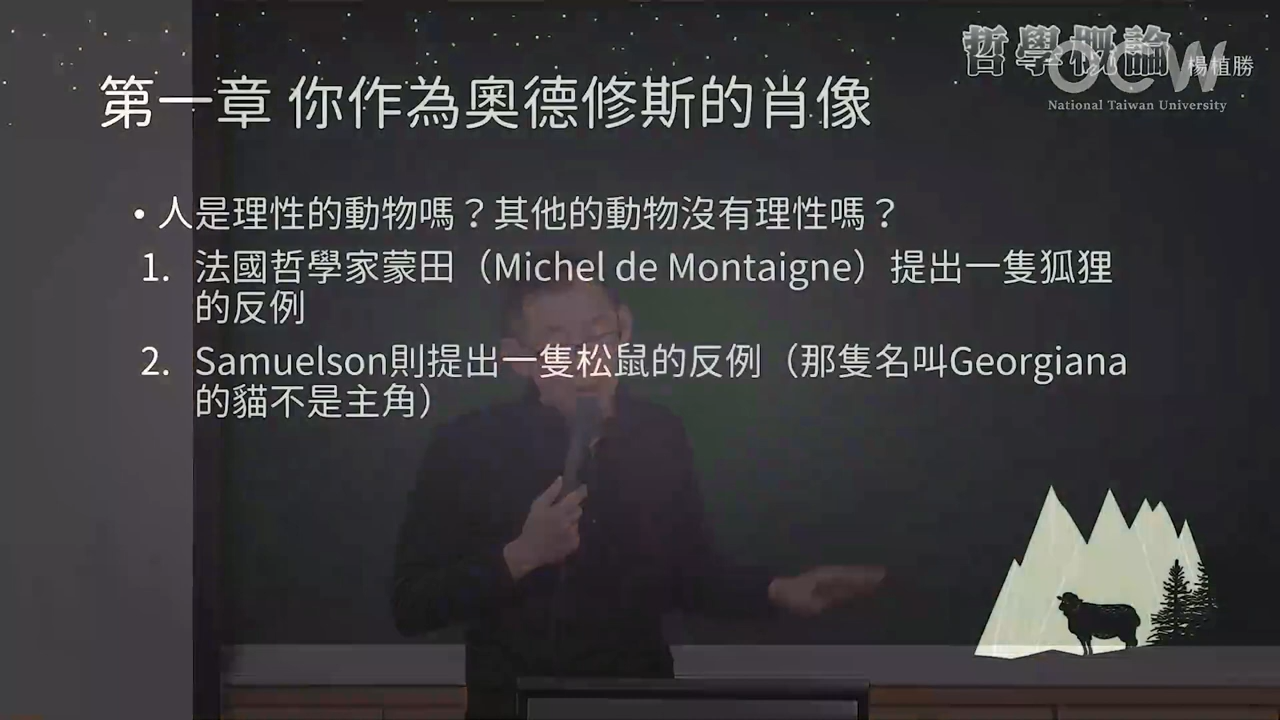 哲學概論 楊植勝
OCW
National Taiwan University
第一章 你作為奧德修斯的肖像
• 人是理性的動物嗎？其他的動物沒有理性嗎？
1. 法國哲學家蒙田（Michel de Montaigne）提出一隻狐狸
的反例
2. Samuelson則提出一隻松鼠的反例（那隻名叫Georgiana
的貓不是主角）